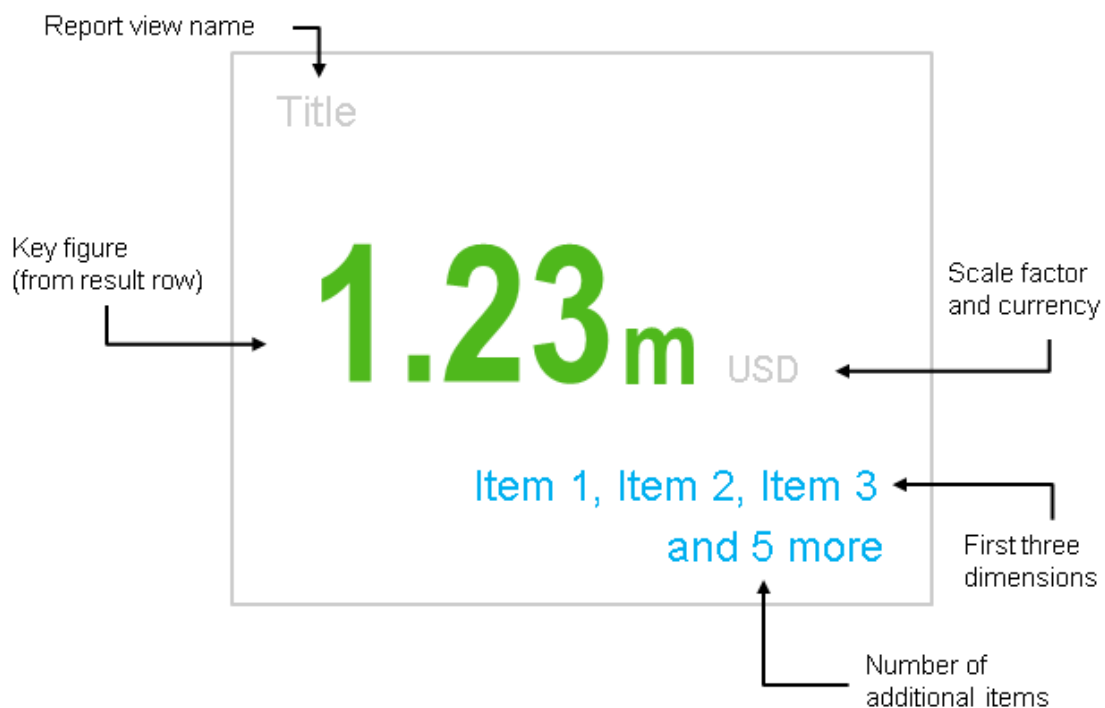 Report view name
Title
Key figure
(from result row)
1.23m USD
Scale factor
and currency
Item 1, Item 2, Item 3
and 5 more
First three
dimensions
Number of
additional items